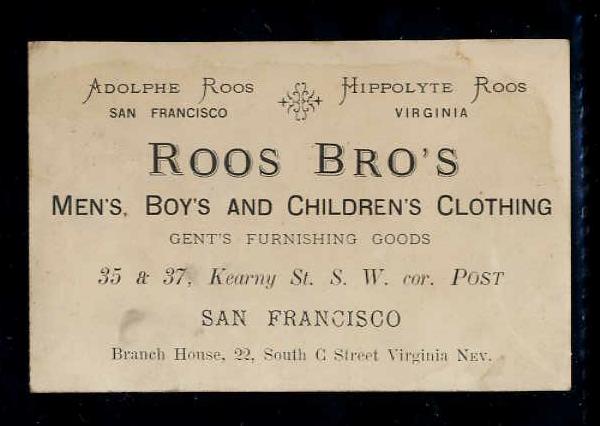 ADOLPHE ROOS HIPPOLYTE ROOS
SAN FRANCISCO VIRGINIA
ROOS BRO'S
MEN'S, BOY'S AND CHILDREN'S CLOTHING
GENT'S FURNISHING GOODS
35 & 37, Kearny St. S. W. cor. POST
SAN FRANCISCO
Branch House, 22, South C Street Virginia NEV.